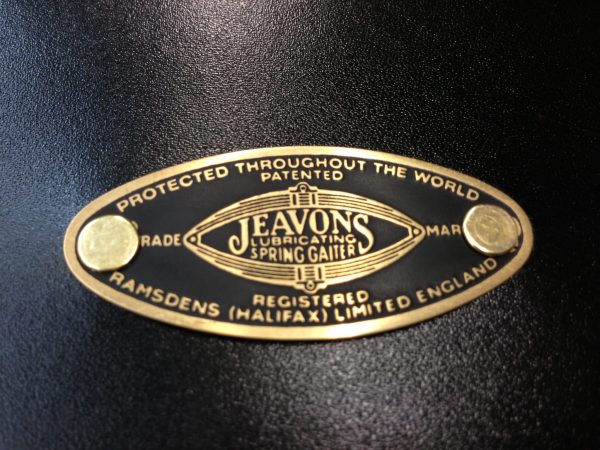 PROTECTED THROUGHOUT THE WORLD
PATENTED
JEAVONS
LUBRICATING
SPRING GAITER
RADE MAR
REGISTERED
RAMSDENS (HALIFAX) LIMITED ENGLAND